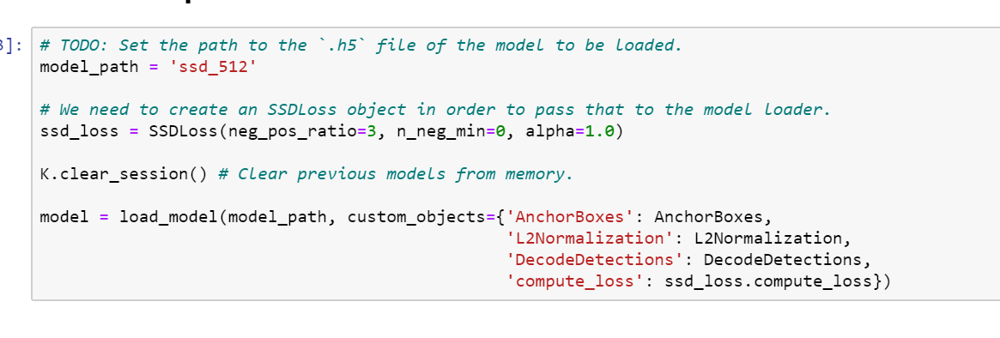 3]:
# TODO: Set the path to the `.h5` file of the model to be loaded.
model_path = 'ssd_512'
# We need to create an SSDLoss object in order to pass that to the model loader.
ssd_loss = SSDLoss(neg_pos_ratio=3, n_neg_min=0, alpha=1.0)
K.clear_session() # Clear previous models from memory.
model = load_model(model_path, custom_objects={'AnchorBoxes': AnchorBoxes,
'L2Normalization': L2Normalization,
'DecodeDetections': DecodeDetections,
'compute_loss': ssd_loss.compute_loss})